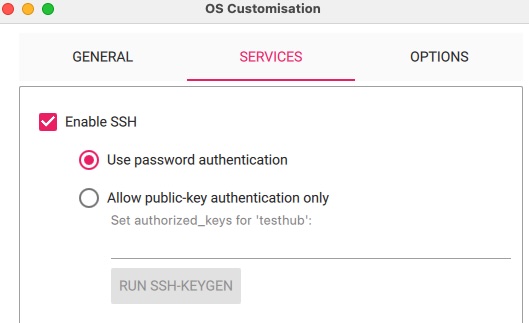 OS Customisation
GENERAL SERVICES OPTIONS
Enable SSH
Use password authentication
Allow public-key authentication only
Set authorized_keys for 'testhub':
RUN SSH-KEYGEN